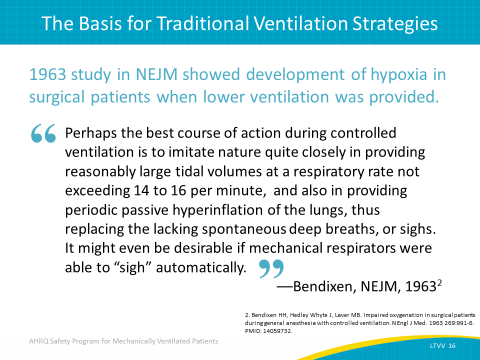 The Basis for Traditional Ventilation Strategies
1963 study in NEJM showed development of hypoxia in
surgical patients when lower ventilation was provided.
“ Perhaps the best course of action during controlled
ventilation is to imitate nature quite closely in providing
reasonably large tidal volumes at a respiratory rate not
exceeding 14 to 16 per minute, and also in providing
periodic passive hyperinflation of the lungs, thus
replacing the lacking spontaneous deep breaths, or sighs.
It might even be desirable if mechanical respirators were
able to “sigh” automatically. ”
—Bendixen, NEJM, 1963²
2. Bendixen HH, Hedley Whyte J, Laver MB. Impaired oxygenation in surgical patients
during general anesthesia with controlled ventilation. N Engl J Med. 1963 269:991-6.
PMID: 14059732.
AHRQ Safety Program for Mechanically Ventilated Patients
LTVV 16